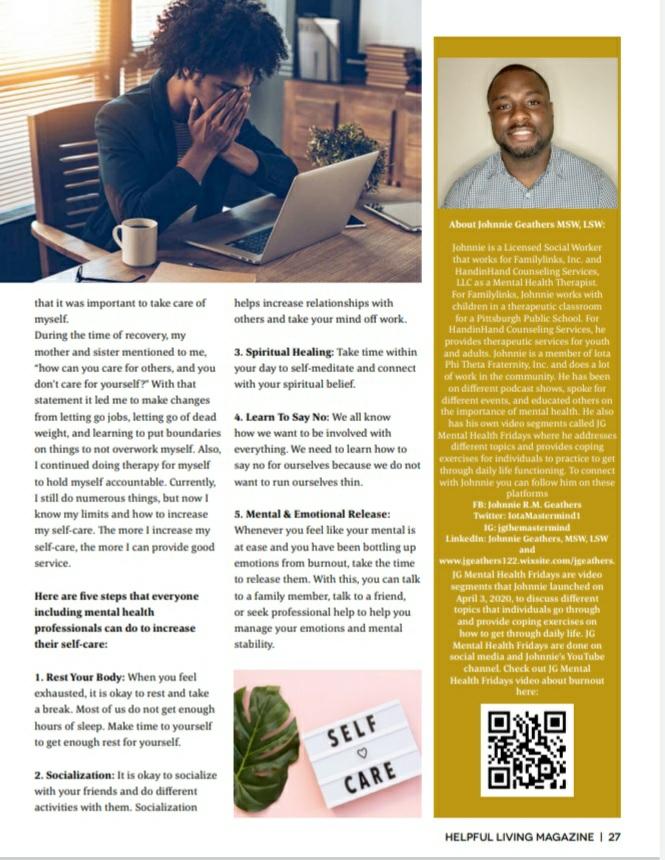 that it was important to take care of
myself.
During the time of recovery, my
mother and sister mentioned to me,
"how can you care for others, and you
don't care for yourself?" With that
statement it led me to make changes
from letting go jobs, letting go of dead
weight, and learning to put boundaries
on things to not overwork myself. Also,
I continued doing therapy for myself
to hold myself accountable. Currently,
I still do numerous things, but now I
know my limits and how to increase
my self-care. The more I increase my
self-care, the more I can provide good
service.
Here are five steps that everyone
including mental health
professionals can do to increase
their self-care:
1. Rest Your Body: When you feel
exhausted, it is okay to rest and take
a break. Most of us do not get enough
hours of sleep. Make time to yourself
to get enough rest for yourself.
2. Socialization: It is okay to socialize
with your friends and do different
activities with them. Socialization
helps increase relationships with
others and take your mind off work.
3. Spiritual Healing: Take time within
your day to self-meditate and connect
with your spiritual belief.
4. Learn To Say No: We all know
how we want to be involved with
everything. We need to learn how to
say no for ourselves because we do not
want to run ourselves thin.
5. Mental & Emotional Release:
Whenever you feel like your mental is
at ease and you have been bottling up
emotions from burnout, take the time
to release them. With this, you can talk
to a family member, talk to a friend,
or seek professional help to help you
manage your emotions and mental
stability.
SELF
CARE
About Johnnie Geathers MSW, LSW:
Johnnie is a Licensed Social Worker
that works for Familylinks, Inc. and
HandinHand Counseling Services,
LLC as a Mental Health Therapist.
For Familylinks, Johnnie works with
children in a therapeutic classroom
for a Pittsburgh Public School. For
HandinHand Counseling Services, he
provides therapeutic services for youth
and adults. Johnnie is a member of Iota
Phi Theta Fraternity, Inc. and does a lot
of work in the community. He has been
on different podcast shows, spoke for
different events, and educated others on
the importance of mental health. He also
has his own video segments called JG
Mental Health Fridays where he addresses
different topics and provides coping
exercises for individuals to practice to get
through daily life functioning. To connect
with Johnnie you can follow him on these
platforms
FB: Johnnie R.M. Geathers
Twitter: IotaMastermind1
IG: jgthemastermind
LinkedIn: Johnnie Geathers, MSW, LSW
and
www.jgeathers122.wixsite.com/jgeathers.
JG Mental Health Fridays are video
segments that Johnnie launched on
April 3, 2020, to discuss different
topics that individuals go through
and provide coping exercises on
how to get through daily life. JG
Mental Health Fridays are done on
social media and Johnnie's YouTube
channel. Check out JG Mental
Health Fridays video about burnout
here:
HELPFUL LIVING MAGAZINE | 27